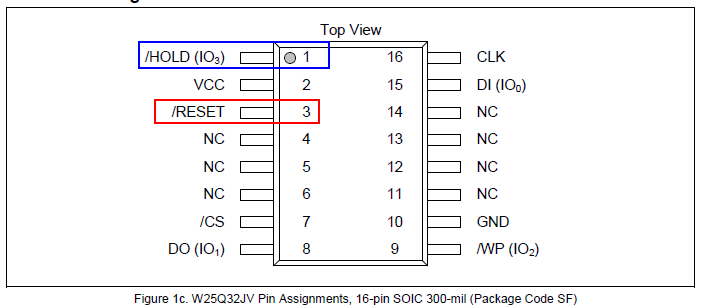 Top View
/HOLD (IO3) 1 16 CLK
VCC 2 15 DI (IO0)
/RESET 3 14 NC
NC 4 13 NC
NC 5 12 NC
NC 6 11 NC
/CS 7 10 GND
DO (IO1) 8 9 /WP (IO2)
Figure 1c. W25Q32JV Pin Assignments, 16-pin SOIC 300-mil (Package Code SF)